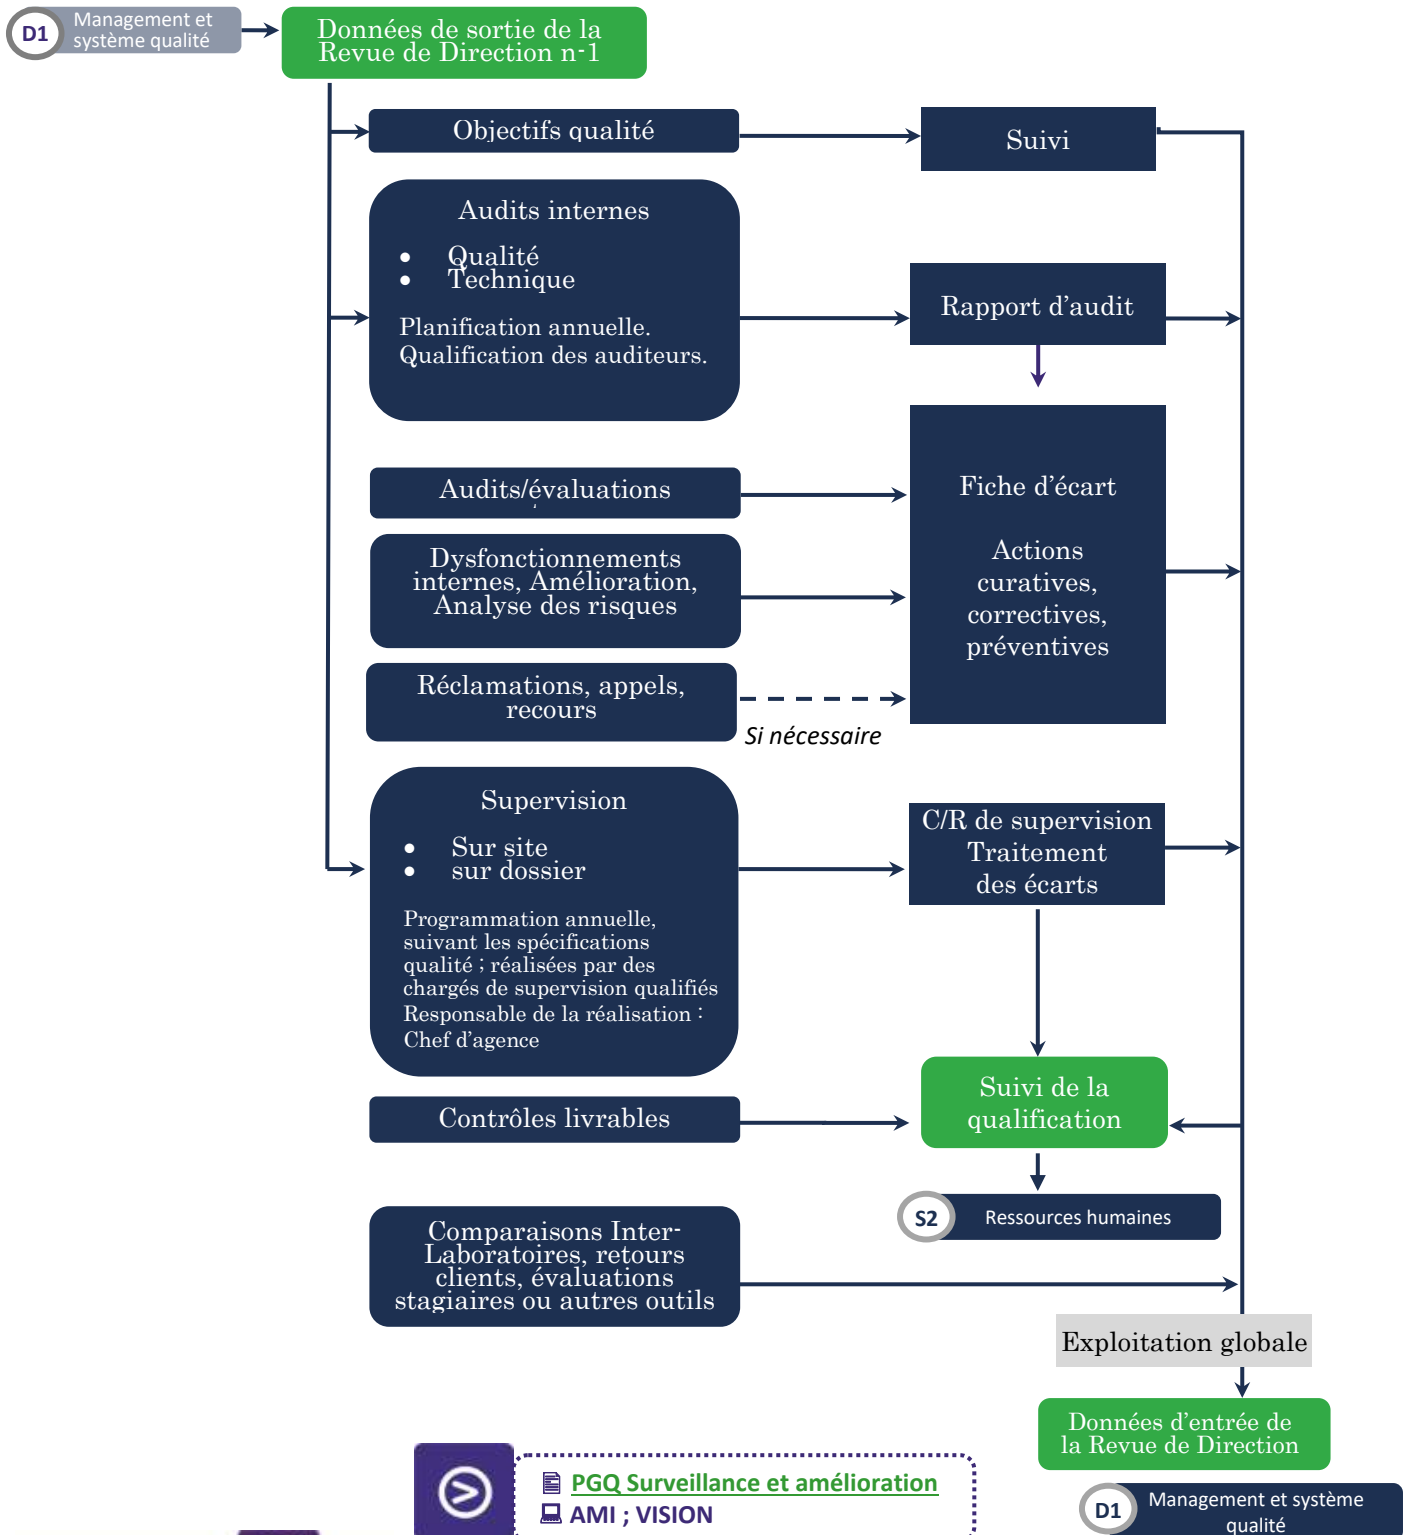 D1
Management et
système qualité
Données de sortie de la
Revue de Direction n-1
Objectifs qualité
Suivi
Audits internes
• Qualité
• Technique
Planification annuelle.
Qualification des auditeurs.
Rapport d’audit
Audits/évaluations
Fiche d’écart
Actions
curatives,
correctives,
préventives
Dysfonctionnements
internes, Amélioration,
Analyse des risques
Réclamations, appels,
recours
Si nécessaire
Supervision
• Sur site
• sur dossier
Programmation annuelle,
suivant les spécifications
qualité ; réalisées par des
chargés de supervision qualifiés
Responsable de la réalisation :
Chef d’agence
C/R de supervision
Traitement
des écarts
Contrôles livrables
Suivi de la
qualification
S2
Ressources humaines
Comparaisons Inter-
Laboratoires, retours
clients, évaluations
stagiaires ou autres outils
Exploitation globale
Données d’entrée de
la Revue de Direction
PGQ Surveillance et amélioration
AMI ; VISION
D1
Management et système
qualité